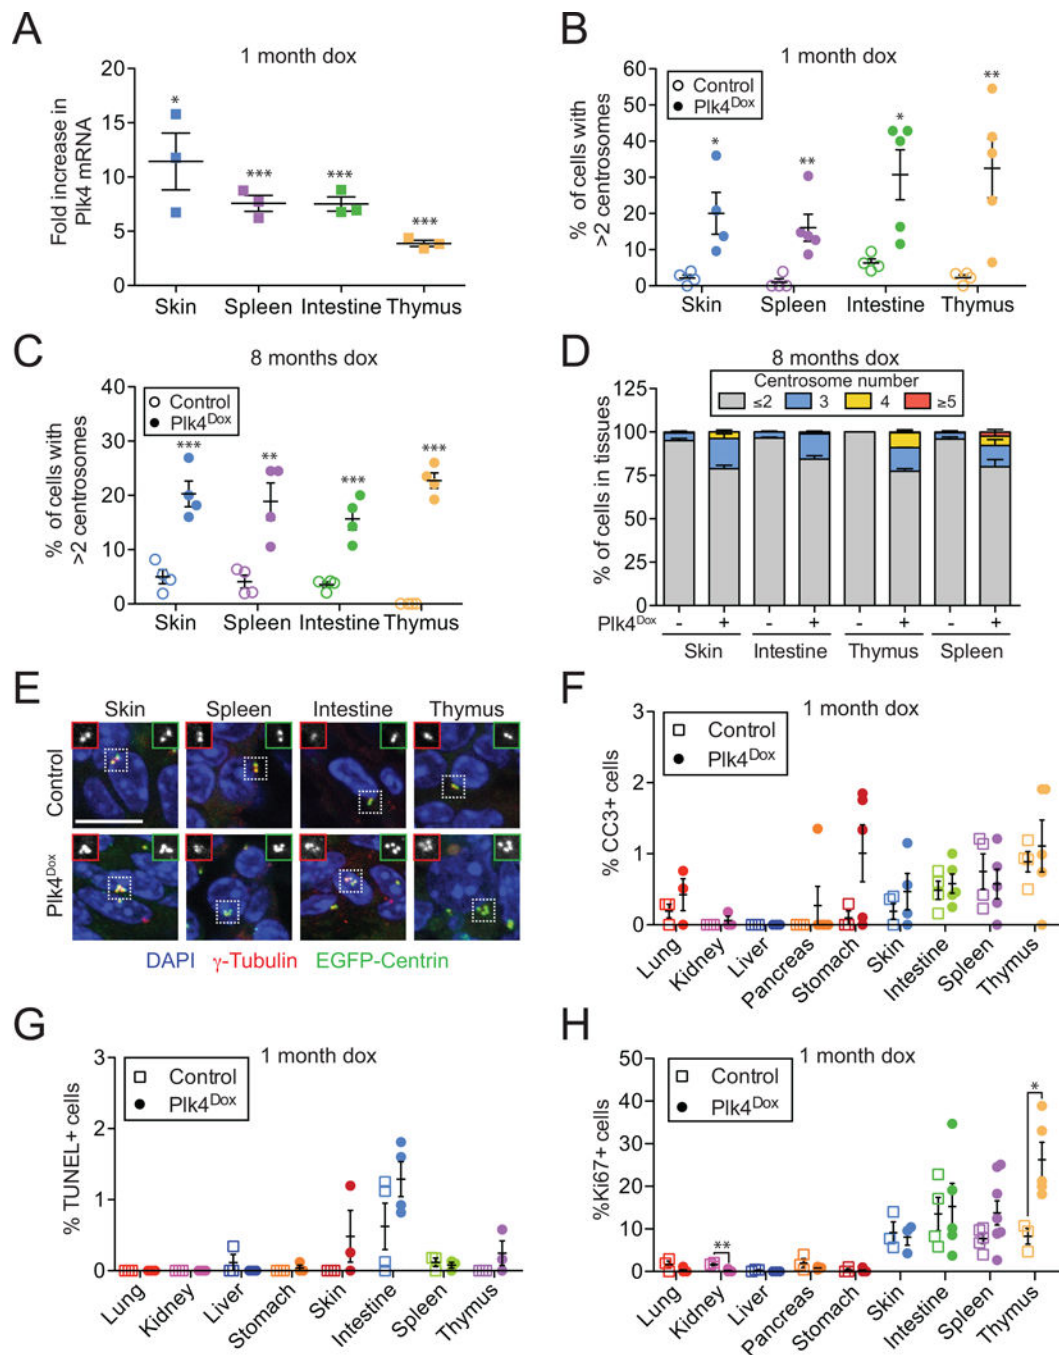 A
1 month dox
Fold increase in
Plk4 mRNA
20
15
10
5
0
*
***
***
***
Skin Spleen Intestine Thymus
B
1 month dox
Control
Plk4Dox
% of cells with
>2 centrosomes
60
50
40
30
20
10
0
*
**
*
**
Skin Spleen Intestine Thymus
C
8 months dox
Control
Plk4Dox
% of cells with
>2 centrosomes
40
30
20
10
0
***
**
***
***
Skin Spleen Intestine Thymus
D
8 months dox
Centrosome number
≤2 3 4 ≥5
% of cells in tissues
125
100
75
50
25
0
Plk4Dox - + - + - + - +
Skin Intestine Thymus Spleen
E
Skin Spleen Intestine Thymus
Control
Plk4Dox
DAPI γ-Tubulin EGFP-Centrin
F
1 month dox
Control
Plk4Dox
% CC3+ cells
3
2
1
0
Lung Kidney Liver Pancreas Stomach Skin Intestine Spleen Thymus
G
1 month dox
Control
Plk4Dox
% TUNEL+ cells
3
2
1
0
Lung Kidney Liver Stomach Skin Intestine Spleen Thymus
H
1 month dox
Control
Plk4Dox
%Ki67+ cells
50
40
30
20
10
0
**
*
Lung Kidney Liver Pancreas Stomach Skin Intestine Spleen Thymus